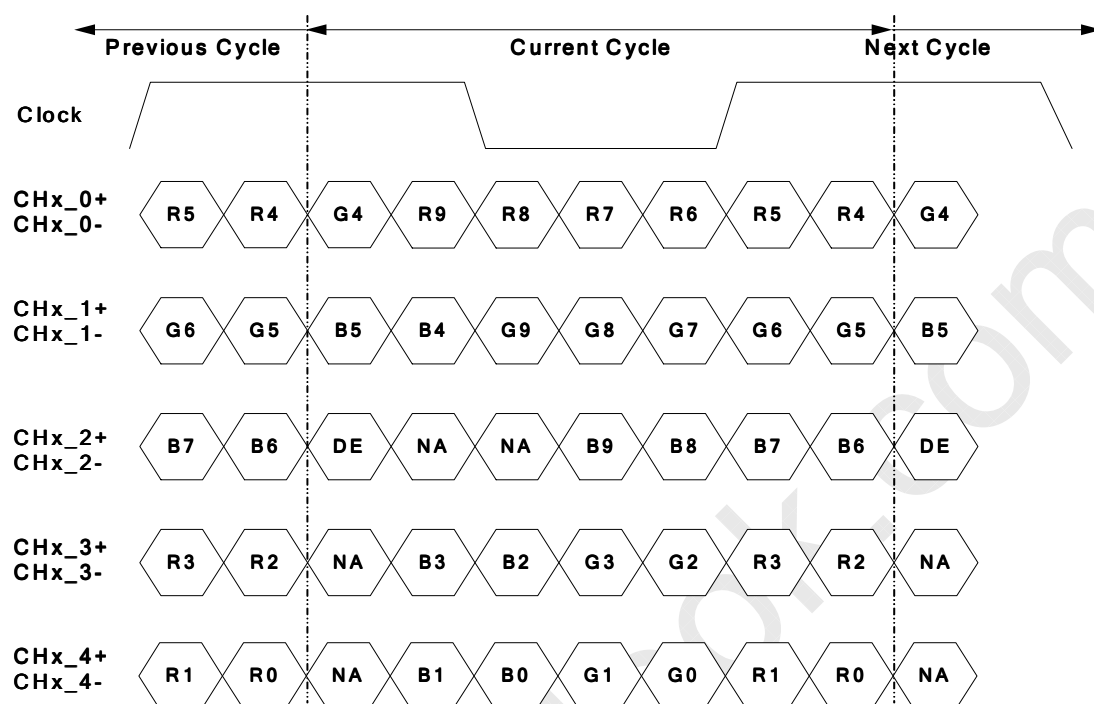 Previous Cycle Current Cycle Next Cycle
Clock
CHx_0+
CHx_0-
R5 R4 G4 R9 R8 R7 R6 R5 R4 G4
CHx_1+
CHx_1-
G6 G5 B5 B4 G9 G8 G7 G6 G5 B5
CHx_2+
CHx_2-
B7 B6 DE NA NA B9 B8 B7 B6 DE
CHx_3+
CHx_3-
R3 R2 NA B3 B2 G3 G2 R3 R2 NA
CHx_4+
CHx_4-
R1 R0 NA B1 B0 G1 G0 R1 R0 NA
ok.com